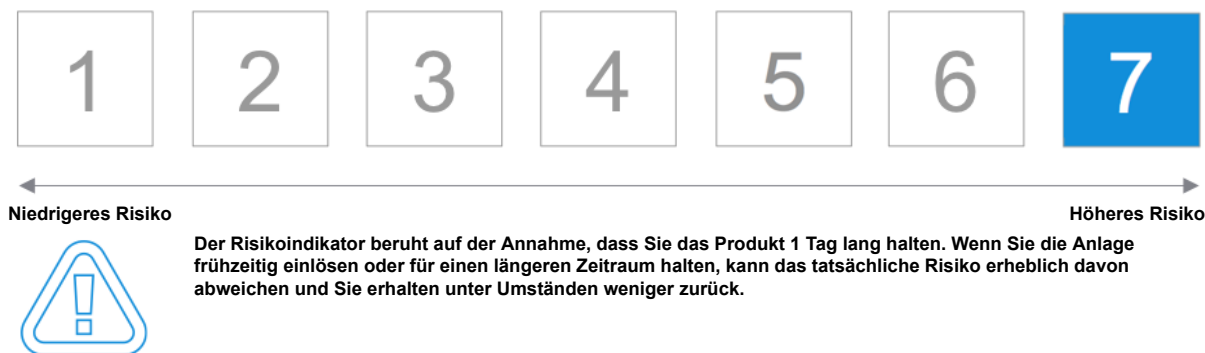 1 2 3 4 5 6 7
Niedrigeres Risiko Höheres Risiko
Der Risikoindikator beruht auf der Annahme, dass Sie das Produkt 1 Tag lang halten. Wenn Sie die Anlage
frühzeitig einlösen oder für einen längeren Zeitraum halten, kann das tatsächliche Risiko erheblich davon
abweichen und Sie erhalten unter Umständen weniger zurück.